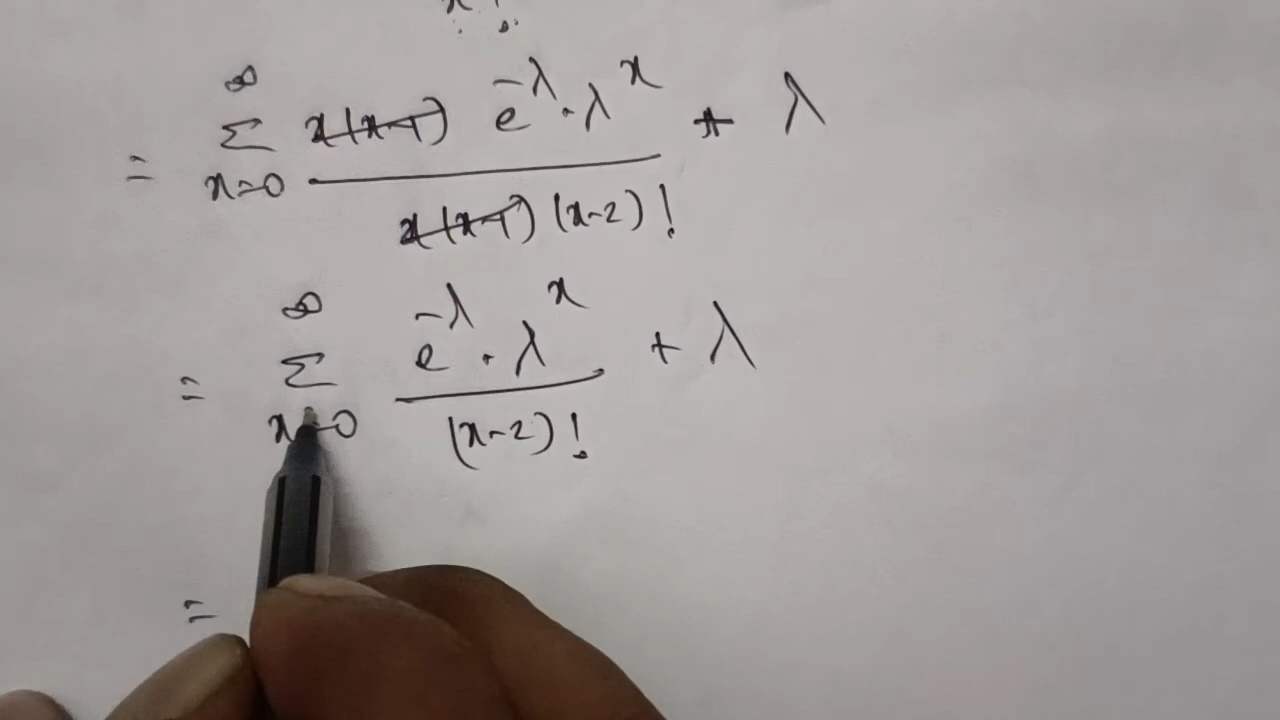 x!
= ∞ Σ x=0 x(x-1) e^{-λ} · λ^x / x(x-1) (x-2)! + λ
= ∞ Σ x=0 e^{-λ} · λ^x / (x-2)! + λ
=